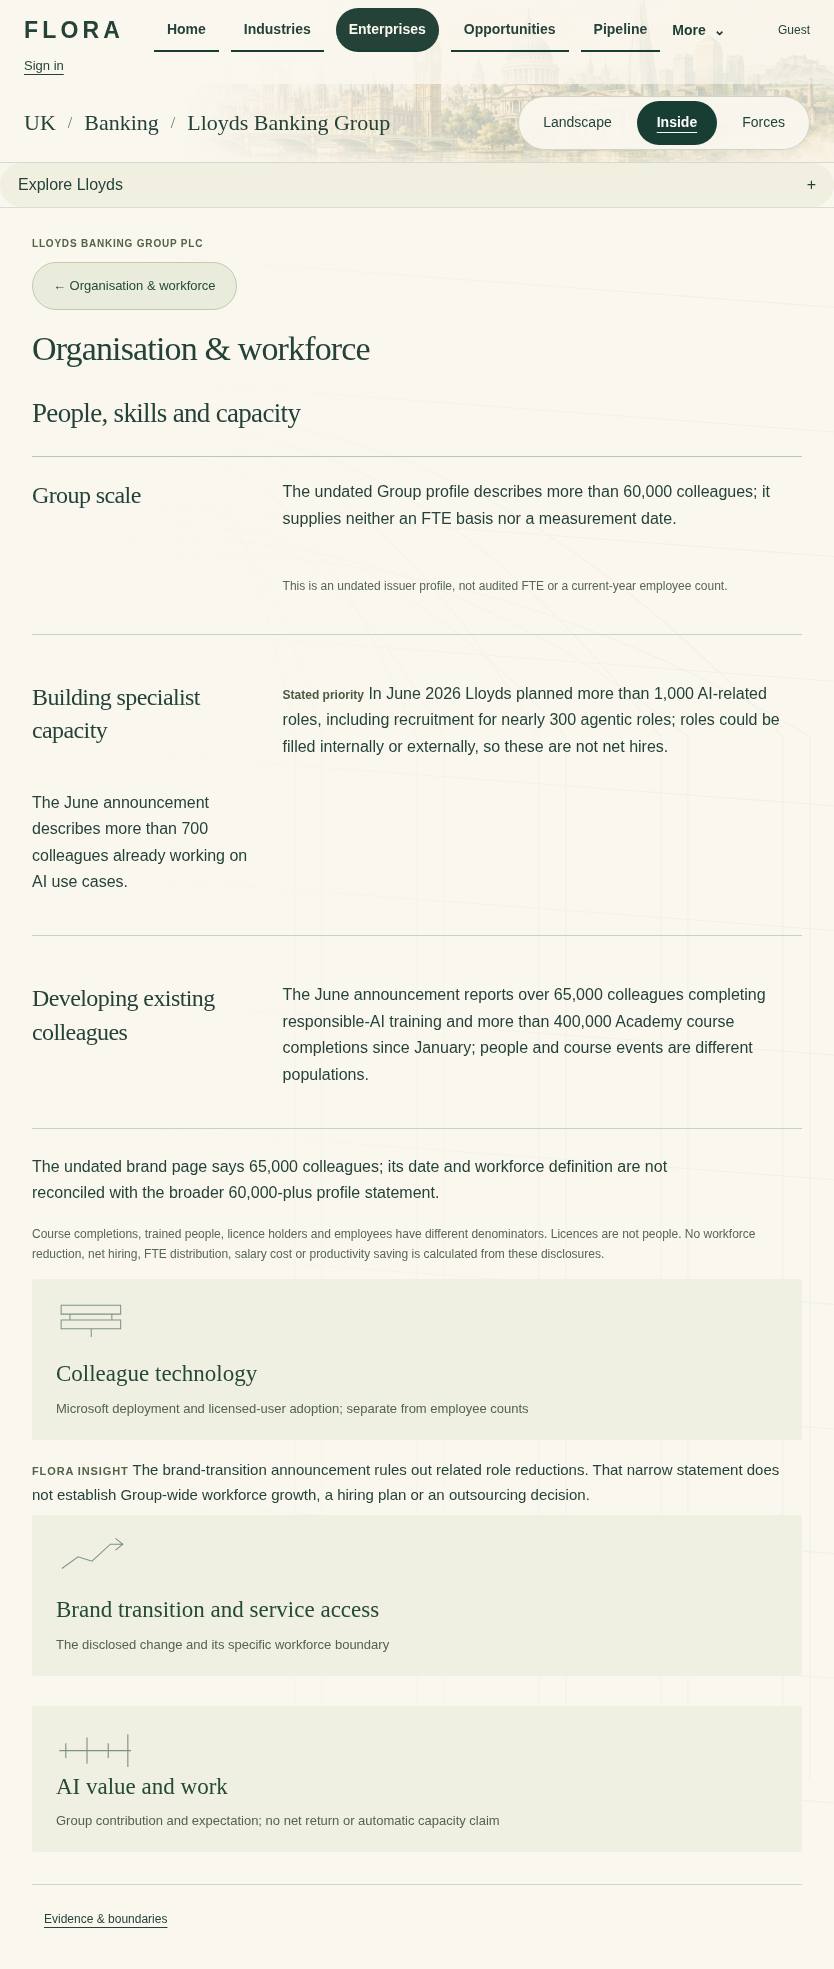 FLORA
Home
Industries
Enterprises
Opportunities
Pipeline
More
Guest
Sign in
UK / Banking / Lloyds Banking Group
Landscape
Inside
Forces
Explore Lloyds +
LLOYDS BANKING GROUP PLC
← Organisation & workforce
Organisation & workforce
People, skills and capacity
Group scale
The undated Group profile describes more than 60,000 colleagues; it
supplies neither an FTE basis nor a measurement date.
This is an undated issuer profile, not audited FTE or a current-year employee count.
Building specialist
capacity
Stated priority In June 2026 Lloyds planned more than 1,000 AI-related
roles, including recruitment for nearly 300 agentic roles; roles could be
filled internally or externally, so these are not net hires.
The June announcement
describes more than 700
colleagues already working on
AI use cases.
Developing existing
colleagues
The June announcement reports over 65,000 colleagues completing
responsible-AI training and more than 400,000 Academy course
completions since January; people and course events are different
populations.
The undated brand page says 65,000 colleagues; its date and workforce definition are not
reconciled with the broader 60,000-plus profile statement.
Course completions, trained people, licence holders and employees have different denominators. Licences are not people. No workforce
reduction, net hiring, FTE distribution, salary cost or productivity saving is calculated from these disclosures.
Colleague technology
Microsoft deployment and licensed-user adoption; separate from employee counts
FLORA INSIGHT The brand-transition announcement rules out related role reductions. That narrow statement does
not establish Group-wide workforce growth, a hiring plan or an outsourcing decision.
Brand transition and service access
The disclosed change and its specific workforce boundary
AI value and work
Group contribution and expectation; no net return or automatic capacity claim
Evidence & boundaries